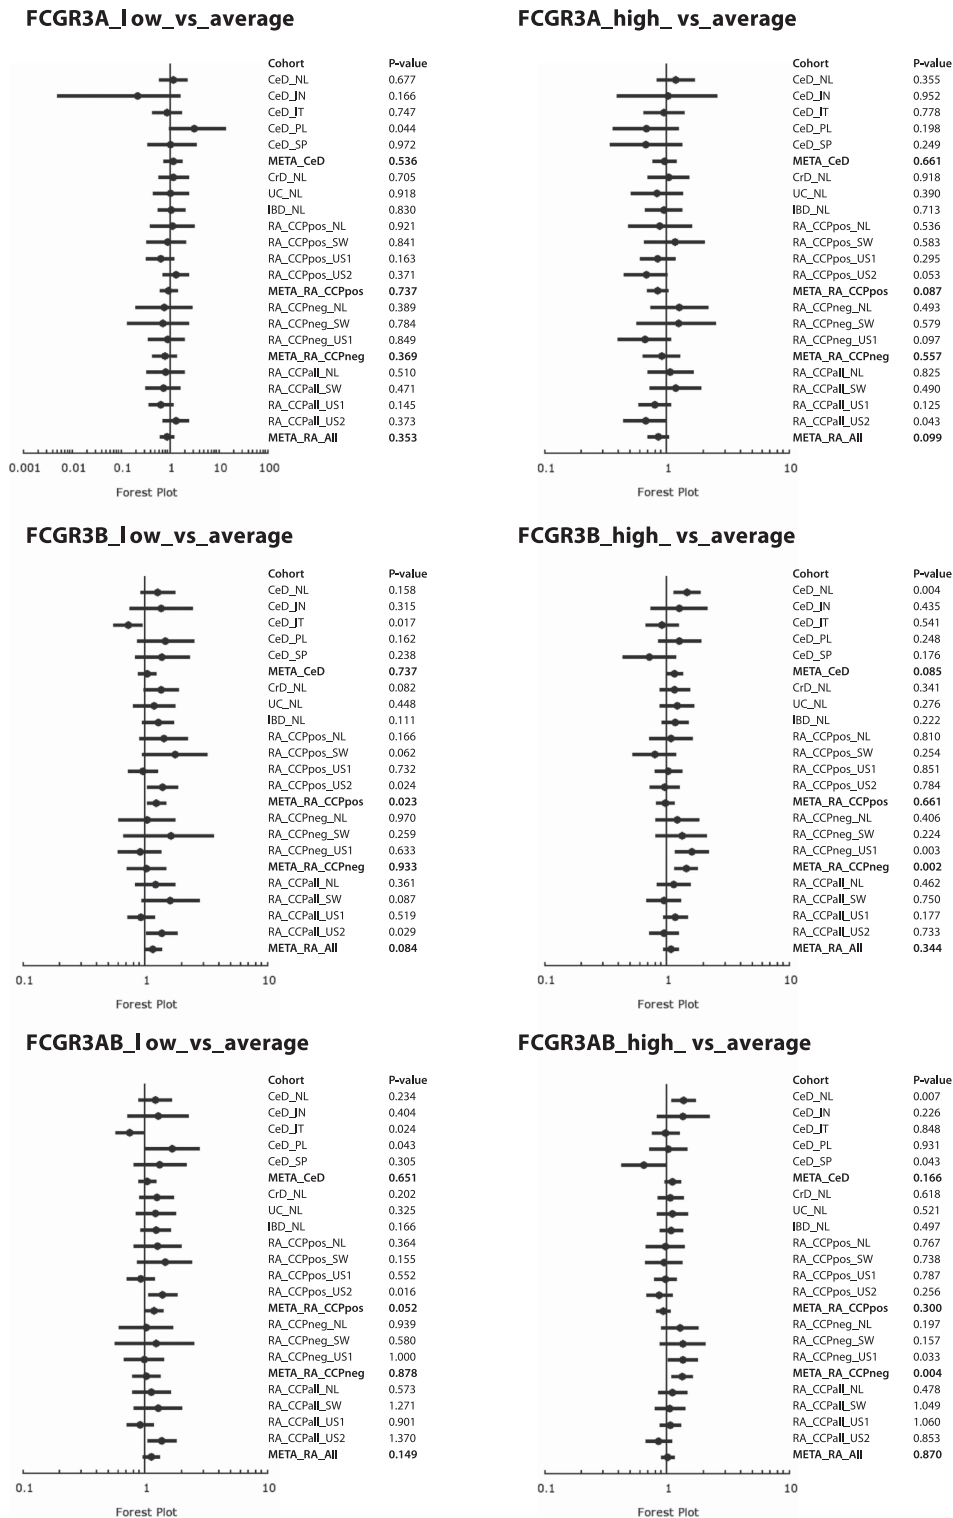 FCGR3A_low_vs_average
Cohort P-value
CeD_NL 0.677
CeD_IN 0.166
CeD_IT 0.747
CeD_PL 0.044
CeD_SP 0.972
META_CeD 0.536
CrD_NL 0.705
UC_NL 0.918
IBD_NL 0.830
RA_CCPpos_NL 0.921
RA_CCPpos_SW 0.841
RA_CCPpos_US1 0.163
RA_CCPpos_US2 0.371
META_RA_CCPpos 0.737
RA_CCPneg_NL 0.389
RA_CCPneg_SW 0.784
RA_CCPneg_US1 0.849
META_RA_CCPneg 0.369
RA_CCPall_NL 0.510
RA_CCPall_SW 0.471
RA_CCPall_US1 0.145
RA_CCPall_US2 0.373
META_RA_All 0.353
0.001 0.01 0.1 1 10 100
Forest Plot
FCGR3A_high_ vs_average
Cohort P-value
CeD_NL 0.355
CeD_IN 0.952
CeD_IT 0.778
CeD_PL 0.198
CeD_SP 0.249
META_CeD 0.661
CrD_NL 0.918
UC_NL 0.390
IBD_NL 0.713
RA_CCPpos_NL 0.536
RA_CCPpos_SW 0.583
RA_CCPpos_US1 0.295
RA_CCPpos_US2 0.053
META_RA_CCPpos 0.087
RA_CCPneg_NL 0.493
RA_CCPneg_SW 0.579
RA_CCPneg_US1 0.097
META_RA_CCPneg 0.557
RA_CCPall_NL 0.825
RA_CCPall_SW 0.490
RA_CCPall_US1 0.125
RA_CCPall_US2 0.043
META_RA_All 0.099
0.1 1 10
Forest Plot
FCGR3B_low_vs_average
Cohort P-value
CeD_NL 0.158
CeD_IN 0.315
CeD_IT 0.017
CeD_PL 0.162
CeD_SP 0.238
META_CeD 0.737
CrD_NL 0.082
UC_NL 0.448
IBD_NL 0.111
RA_CCPpos_NL 0.166
RA_CCPpos_SW 0.062
RA_CCPpos_US1 0.732
RA_CCPpos_US2 0.024
META_RA_CCPpos 0.023
RA_CCPneg_NL 0.970
RA_CCPneg_SW 0.259
RA_CCPneg_US1 0.633
META_RA_CCPneg 0.933
RA_CCPall_NL 0.361
RA_CCPall_SW 0.087
RA_CCPall_US1 0.519
RA_CCPall_US2 0.029
META_RA_All 0.084
0.1 1 10
Forest Plot
FCGR3B_high_ vs_average
Cohort P-value
CeD_NL 0.004
CeD_IN 0.435
CeD_IT 0.541
CeD_PL 0.248
CeD_SP 0.176
META_CeD 0.085
CrD_NL 0.341
UC_NL 0.276
IBD_NL 0.222
RA_CCPpos_NL 0.810
RA_CCPpos_SW 0.254
RA_CCPpos_US1 0.851
RA_CCPpos_US2 0.784
META_RA_CCPpos 0.661
RA_CCPneg_NL 0.406
RA_CCPneg_SW 0.224
RA_CCPneg_US1 0.003
META_RA_CCPneg 0.002
RA_CCPall_NL 0.462
RA_CCPall_SW 0.750
RA_CCPall_US1 0.177
RA_CCPall_US2 0.733
META_RA_All 0.344
0.1 1 10
Forest Plot
FCGR3AB_low_vs_average
Cohort P-value
CeD_NL 0.234
CeD_IN 0.404
CeD_IT 0.024
CeD_PL 0.043
CeD_SP 0.305
META_CeD 0.651
CrD_NL 0.202
UC_NL 0.325
IBD_NL 0.166
RA_CCPpos_NL 0.364
RA_CCPpos_SW 0.155
RA_CCPpos_US1 0.552
RA_CCPpos_US2 0.016
META_RA_CCPpos 0.052
RA_CCPneg_NL 0.939
RA_CCPneg_SW 0.580
RA_CCPneg_US1 1.000
META_RA_CCPneg 0.878
RA_CCPall_NL 0.573
RA_CCPall_SW 1.271
RA_CCPall_US1 0.901
RA_CCPall_US2 1.370
META_RA_All 0.149
0.1 1 10
Forest Plot
FCGR3AB_high_ vs_average
Cohort P-value
CeD_NL 0.007
CeD_IN 0.226
CeD_IT 0.848
CeD_PL 0.931
CeD_SP 0.043
META_CeD 0.166
CrD_NL 0.618
UC_NL 0.521
IBD_NL 0.497
RA_CCPpos_NL 0.767
RA_CCPpos_SW 0.738
RA_CCPpos_US1 0.787
RA_CCPpos_US2 0.256
META_RA_CCPpos 0.300
RA_CCPneg_NL 0.197
RA_CCPneg_SW 0.157
RA_CCPneg_US1 0.033
META_RA_CCPneg 0.004
RA_CCPall_NL 0.478
RA_CCPall_SW 1.049
RA_CCPall_US1 1.060
RA_CCPall_US2 0.853
META_RA_All 0.870
0.1 1 10
Forest Plot